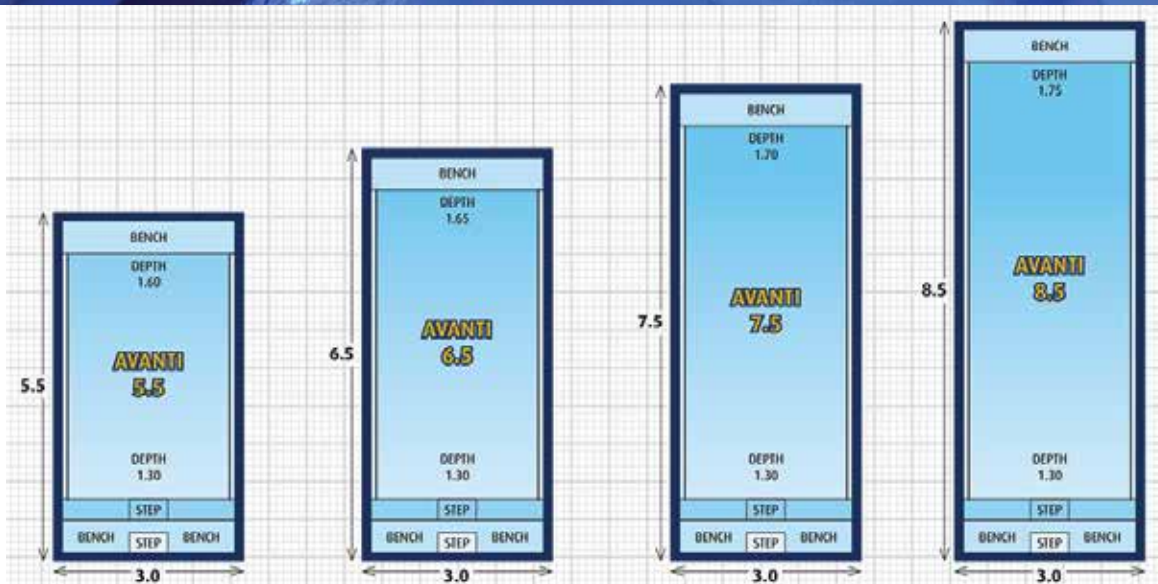 5.5
BENCH
DEPTH
1.60
AVANTI
5.5
DEPTH
1.30
STEP
BENCH STEP BENCH
3.0
6.5
BENCH
DEPTH
1.65
AVANTI
6.5
DEPTH
1.30
STEP
BENCH STEP BENCH
3.0
7.5
BENCH
DEPTH
1.70
AVANTI
7.5
DEPTH
1.30
STEP
BENCH STEP BENCH
3.0
8.5
BENCH
DEPTH
1.75
AVANTI
8.5
DEPTH
1.30
STEP
BENCH STEP BENCH
3.0